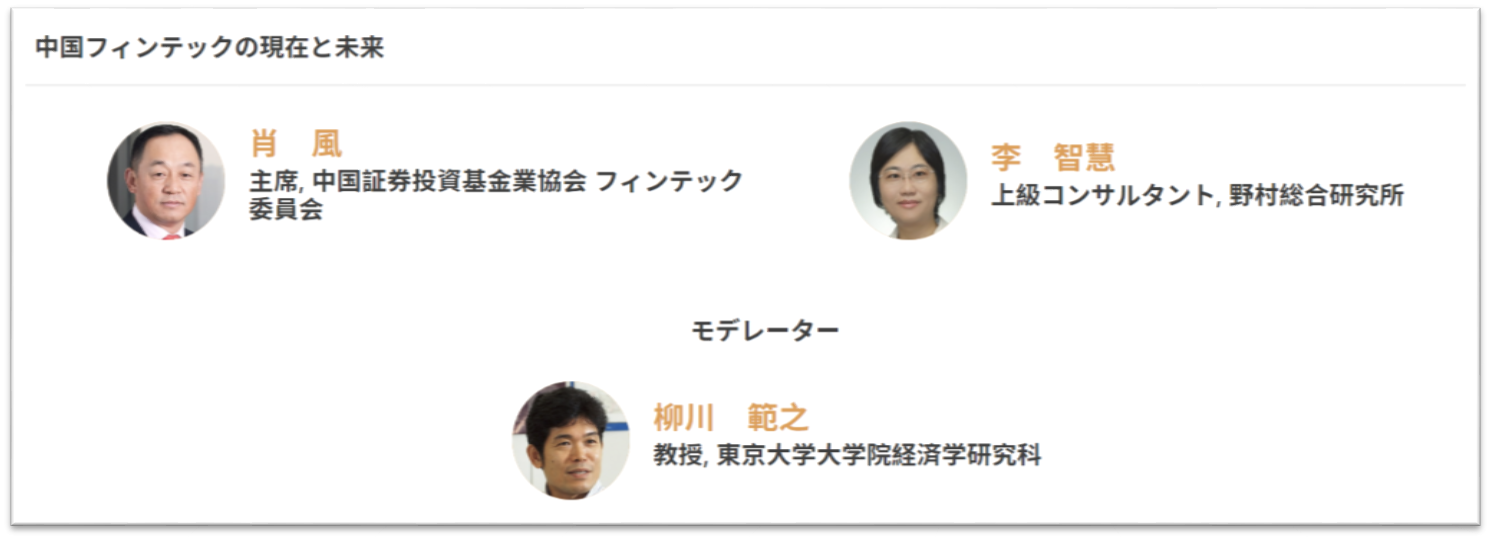 中国フィンテックの現在と未来
肖　風
主席, 中国証券投資基金業協会 フィンテック
委員会
李　智慧
上級コンサルタント, 野村総合研究所
モデレーター
柳川　範之
教授, 東京大学大学院経済学研究科